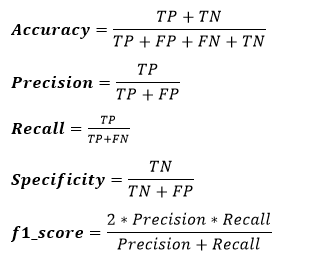 Accuracy = (TP + TN) / (TP + FP + FN + TN)
Precision = TP / (TP + FP)
Recall = TP / (TP+FN)
Specificity = TN / (TN + FP)
f1_score = (2 * Precision * Recall) / (Precision + Recall)